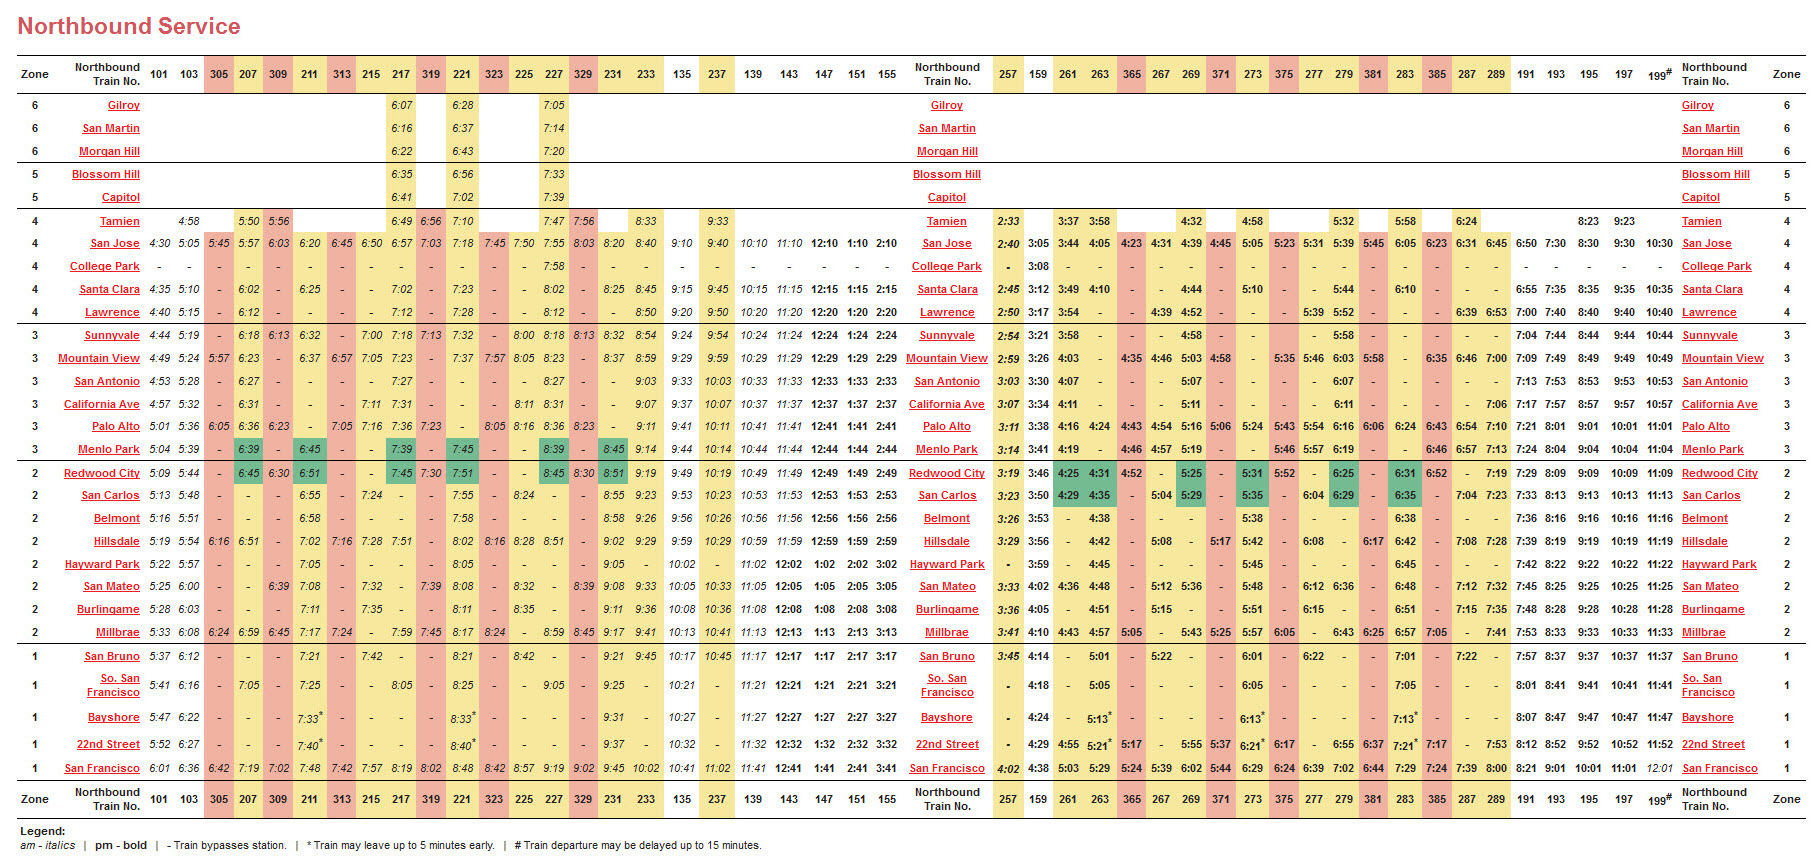 Northbound Service
Zone Northbound Train No. 101 103 305 207 309 211 313 215 217 319 221 323 225 227 329 231 233 135 237 139 143 147 151 155 Northbound Train No. 257 159 261 263 365 267 269 371 273 375 277 279 381 283 385 287 289 191 193 195 197 199# Northbound Train No. Zone
6 Gilroy 6:07 6:28 7:05 Gilroy Gilroy 6
6 San Martin 6:16 6:37 7:14 San Martin San Martin 6
6 Morgan Hill 6:22 6:43 7:20 Morgan Hill Morgan Hill 6
5 Blossom Hill 6:35 6:56 7:33 Blossom Hill Blossom Hill 5
5 Capitol 6:41 7:02 7:39 Capitol Capitol 5
4 Tamien 4:58 5:50 5:56 6:49 6:56 7:10 7:47 7:56 8:33 9:33 Tamien 2:33 3:37 3:58 4:32 4:58 5:32 5:58 6:24 8:23 9:23 Tamien 4
4 San Jose 4:30 5:05 5:45 5:57 6:03 6:20 6:45 6:50 6:57 7:03 7:18 7:45 7:50 7:55 8:03 8:20 8:40 9:10 9:40 10:10 11:10 12:10 1:10 2:10 San Jose 2:40 3:05 3:44 4:05 4:23 4:31 4:39 4:45 5:05 5:23 5:31 5:39 5:45 6:05 6:23 6:31 6:45 6:50 7:30 8:30 9:30 10:30 San Jose 4
4 College Park - - - - - - - - - - - - - 7:58 - - - - - - - - - - College Park - 3:08 - - - - - - - - - - - - - - - - - - - - College Park 4
4 Santa Clara 4:35 5:10 - 6:02 - 6:25 - - 7:02 - 7:23 - - 8:02 - 8:25 8:45 9:15 9:45 10:15 11:15 12:15 1:15 2:15 Santa Clara 2:45 3:12 3:49 4:10 - - 4:44 - 5:10 - - 5:44 - 6:10 - - - 6:55 7:35 8:35 9:35 10:35 Santa Clara 4
4 Lawrence 4:40 5:15 - 6:12 - - - - 7:12 - 7:28 - - 8:12 - - 8:50 9:20 9:50 10:20 11:20 12:20 1:20 2:20 Lawrence 2:50 3:17 3:54 - - 4:39 4:52 - - - 5:39 5:52 - - - 6:39 6:53 7:00 7:40 8:40 9:40 10:40 Lawrence 4
3 Sunnyvale 4:44 5:19 - 6:18 6:13 6:32 - 7:00 7:18 7:13 7:32 - 8:00 8:18 8:13 8:32 8:54 9:24 9:54 10:24 11:24 12:24 1:24 2:24 Sunnyvale 2:54 3:21 3:58 - - - 4:58 - - - - 5:58 - - - - - 7:04 7:44 8:44 9:44 10:44 Sunnyvale 3
3 Mountain View 4:49 5:24 5:57 6:23 - 6:37 6:57 7:05 7:23 - 7:37 7:57 8:05 8:23 - 8:37 8:59 9:29 9:59 10:29 11:29 12:29 1:29 2:29 Mountain View 2:59 3:26 4:03 - 4:35 4:46 5:03 4:58 - 5:35 5:46 6:03 5:58 - 6:35 6:46 7:00 7:09 7:49 8:49 9:49 10:49 Mountain View 3
3 San Antonio 4:53 5:28 - 6:27 - - - - 7:27 - - - - 8:27 - - 9:03 9:33 10:03 10:33 11:33 12:33 1:33 2:33 San Antonio 3:03 3:30 4:07 - - - 5:07 - - - - 6:07 - - - - - 7:13 7:53 8:53 9:53 10:53 San Antonio 3
3 California Ave 4:57 5:32 - 6:31 - - - 7:11 7:31 - - - 8:11 8:31 - - 9:07 9:37 10:07 10:37 11:37 12:37 1:37 2:37 California Ave 3:07 3:34 4:11 - - - 5:11 - - - - 6:11 - - - - 7:06 7:17 7:57 8:57 9:57 10:57 California Ave 3
3 Palo Alto 5:01 5:36 6:05 6:36 6:23 - 7:05 7:16 7:36 7:23 - 8:05 8:16 8:36 8:23 - 9:11 9:41 10:11 10:41 11:41 12:41 1:41 2:41 Palo Alto 3:11 3:38 4:16 4:24 4:43 4:54 5:16 5:06 5:24 5:43 5:54 6:16 6:06 6:24 6:43 6:54 7:10 7:21 8:01 9:01 10:01 11:01 Palo Alto 3
3 Menlo Park 5:04 5:39 - 6:39 - 6:45 - - 7:39 - 7:45 - - 8:39 - 8:45 9:14 9:44 10:14 10:44 11:44 12:44 1:44 2:44 Menlo Park 3:14 3:41 4:19 - 4:46 4:57 5:19 - - 5:46 5:57 6:19 - - 6:46 6:57 7:13 7:24 8:04 9:04 10:04 11:04 Menlo Park 3
2 Redwood City 5:09 5:44 - 6:45 6:30 6:51 - - 7:45 7:30 7:51 - - 8:45 8:30 8:51 9:19 9:49 10:19 10:49 11:49 12:49 1:49 2:49 Redwood City 3:19 3:46 4:25 4:31 4:52 - 5:25 - 5:31 5:52 - 6:25 - 6:31 6:52 - 7:19 7:29 8:09 9:09 10:09 11:09 Redwood City 2
2 San Carlos 5:13 5:48 - - - 6:55 - 7:24 - - 7:55 - 8:24 - - 8:55 9:23 9:53 10:23 10:53 11:53 12:53 1:53 2:53 San Carlos 3:23 3:50 4:29 4:35 - 5:04 5:29 - 5:35 - 6:04 6:29 - 6:35 - 7:04 7:23 7:33 8:13 9:13 10:13 11:13 San Carlos 2
2 Belmont 5:16 5:51 - - - 6:58 - - - - 7:58 - - - - 8:58 9:26 9:56 10:26 10:56 11:56 12:56 1:56 2:56 Belmont 3:26 3:53 - 4:38 - - - - 5:38 - - - - 6:38 - - - 7:36 8:16 9:16 10:16 11:16 Belmont 2
2 Hillsdale 5:19 5:54 6:16 6:51 - 7:02 7:16 7:28 7:51 - 8:02 8:16 8:28 8:51 - 9:02 9:29 9:59 10:29 10:59 11:59 12:59 1:59 2:59 Hillsdale 3:29 3:56 - 4:42 - 5:08 - 5:17 5:42 - 6:08 - 6:17 6:42 - 7:08 7:28 7:39 8:19 9:19 10:19 11:19 Hillsdale 2
2 Hayward Park 5:22 5:57 - - - 7:05 - - - - 8:05 - - - - 9:05 - 10:02 - 11:02 12:02 1:02 2:02 3:02 Hayward Park - 3:59 - 4:45 - - - - 5:45 - - - - 6:45 - - - 7:42 8:22 9:22 10:22 11:22 Hayward Park 2
2 San Mateo 5:25 6:00 - - 6:39 7:08 - 7:32 - 7:39 8:08 - 8:32 - 8:39 9:08 9:33 10:05 10:33 11:05 12:05 1:05 2:05 3:05 San Mateo 3:33 4:02 4:36 4:48 - 5:12 5:36 - 5:48 - 6:12 6:36 - 6:48 - 7:12 7:32 7:45 8:25 9:25 10:25 11:25 San Mateo 2
2 Burlingame 5:28 6:03 - - - 7:11 - 7:35 - - 8:11 - 8:35 - - 9:11 9:36 10:08 10:36 11:08 12:08 1:08 2:08 3:08 Burlingame 3:36 4:05 - 4:51 - 5:15 - - 5:51 - 6:15 - - 6:51 - 7:15 7:35 7:48 8:28 9:28 10:28 11:28 Burlingame 2
2 Millbrae 5:33 6:08 6:24 6:59 6:45 7:17 7:24 - 7:59 7:45 8:17 8:24 - 8:59 8:45 9:17 9:41 10:13 10:41 11:13 12:13 1:13 2:13 3:13 Millbrae 3:41 4:10 4:43 4:57 5:05 - 5:43 5:25 5:57 6:05 - 6:43 6:25 6:57 7:05 - 7:41 7:53 8:33 9:33 10:33 11:33 Millbrae 2
1 San Bruno 5:37 6:12 - - - 7:21 - 7:42 - - 8:21 - 8:42 - - 9:21 9:45 10:17 10:45 11:17 12:17 1:17 2:17 3:17 San Bruno 3:45 4:14 - 5:01 - 5:22 - - 6:01 - 6:22 - - 7:01 - 7:22 - 7:57 8:37 9:37 10:37 11:37 San Bruno 1
1 So. San Francisco 5:41 6:16 - 7:05 - 7:25 - - 8:05 - 8:25 - - 9:05 - 9:25 - 10:21 - 11:21 12:21 1:21 2:21 3:21 So. San Francisco - 4:18 - 5:05 - - - - 6:05 - - - - 7:05 - - - 8:01 8:41 9:41 10:41 11:41 So. San Francisco 1
1 Bayshore 5:47 6:22 - - - 7:33* - - - - 8:33* - - - - 9:31 - 10:27 - 11:27 12:27 1:27 2:27 3:27 Bayshore - 4:24 - 5:13* - - - - 6:13* - - - - 7:13* - - - 8:07 8:47 9:47 10:47 11:47 Bayshore 1
1 22nd Street 5:52 6:27 - - - 7:40* - - - - 8:40* - - - - 9:37 - 10:32 - 11:32 12:32 1:32 2:32 3:32 22nd Street - 4:29 4:55 5:21* 5:17 - 5:55 5:37 6:21* 6:17 - 6:55 6:37 7:21* 7:17 - 7:53 8:12 8:52 9:52 10:52 11:52 22nd Street 1
1 San Francisco 6:01 6:36 6:42 7:19 7:02 7:48 7:42 7:57 8:19 8:02 8:48 8:42 8:57 9:19 9:02 9:45 10:02 10:41 11:02 11:41 12:41 1:41 2:41 3:41 San Francisco 4:02 4:38 5:03 5:29 5:24 5:39 6:02 5:44 6:29 6:24 6:39 7:02 6:44 7:29 7:24 7:39 8:00 8:21 9:01 10:01 11:01 12:01 San Francisco 1
Zone Northbound Train No. 101 103 305 207 309 211 313 215 217 319 221 323 225 227 329 231 233 135 237 139 143 147 151 155 Northbound Train No. 257 159 261 263 365 267 269 371 273 375 277 279 381 283 385 287 289 191 193 195 197 199# Northbound Train No. Zone
Legend:
am - italics | pm - bold | - Train bypasses station. | * Train may leave up to 5 minutes early. | # Train departure may be delayed up to 15 minutes.